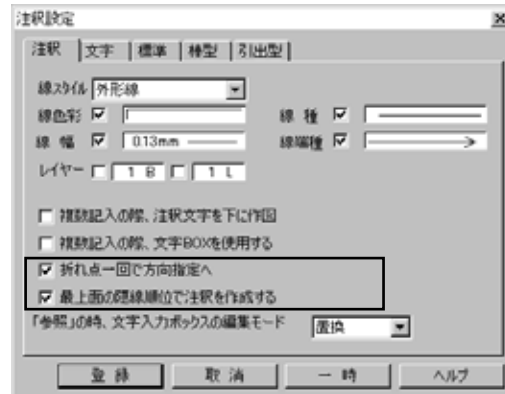 注釈設定
注釈 文字 標準 棒型 引出型
線スタイル 外形線
線色彩 線 種
線 幅 0.13mm 線端種
レイヤー 1 B 1 L
複数記入の際、注釈文字を下に作図
複数記入の際、文字BOXを使用する
折れ点一回で方向指定へ
最上面の隠線順位で注釈を作成する
「参照」の時、文字入力ボックスの編集モード 置換
登 録 取 消 一 時 ヘルプ